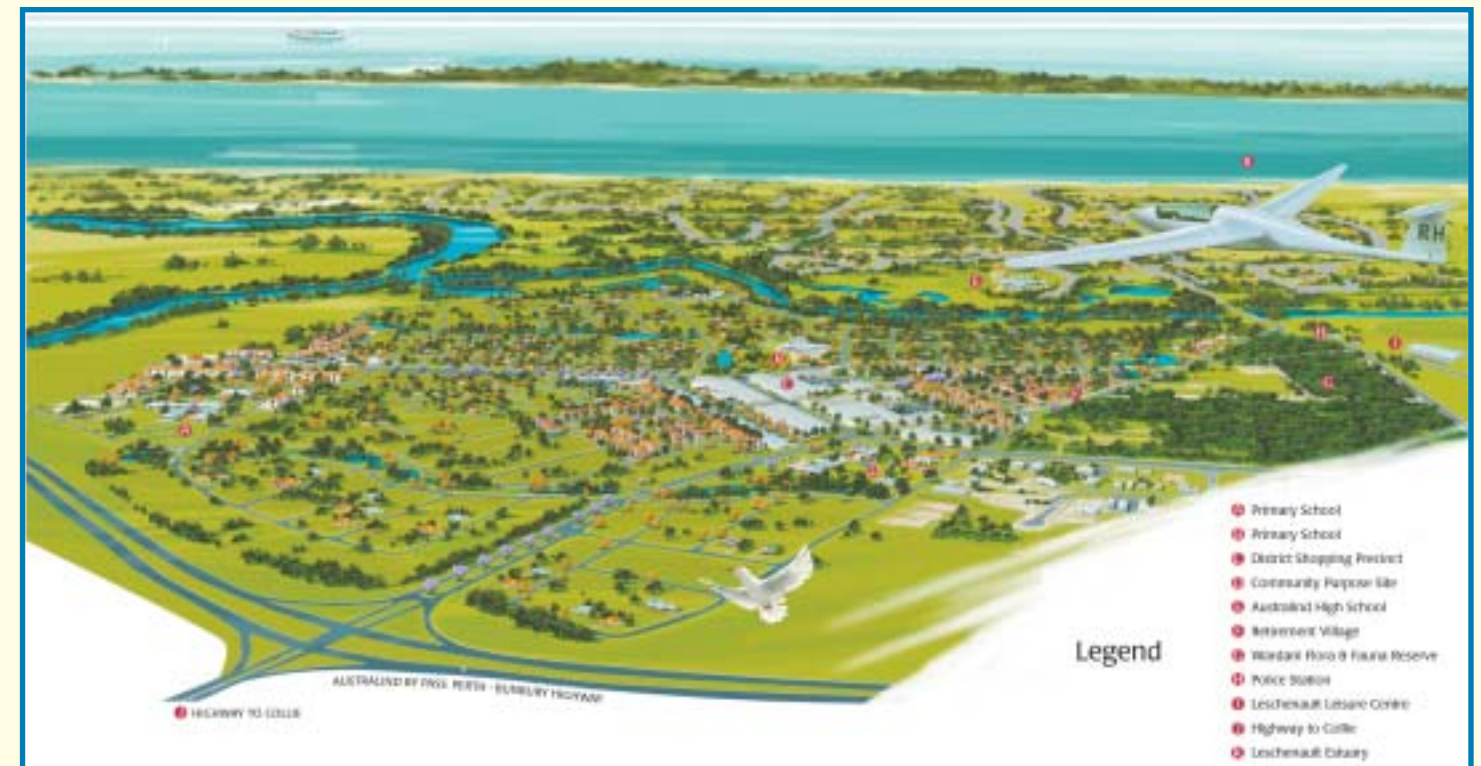 RH
H
I
G
A
AUSTRALIND BY PASS PERTH - BUNBURY HIGHWAY
J HIGHWAY TO COLLIE
Legend
A Primary School
Primary School
District Shopping Precinct
Community Purpose Site
Australind High School
Retirement Village
Wardani Flora & Fauna Reserve
H Police Station
I Leschenault Leisure Centre
J Highway to Collie
K Leschenault Estuary